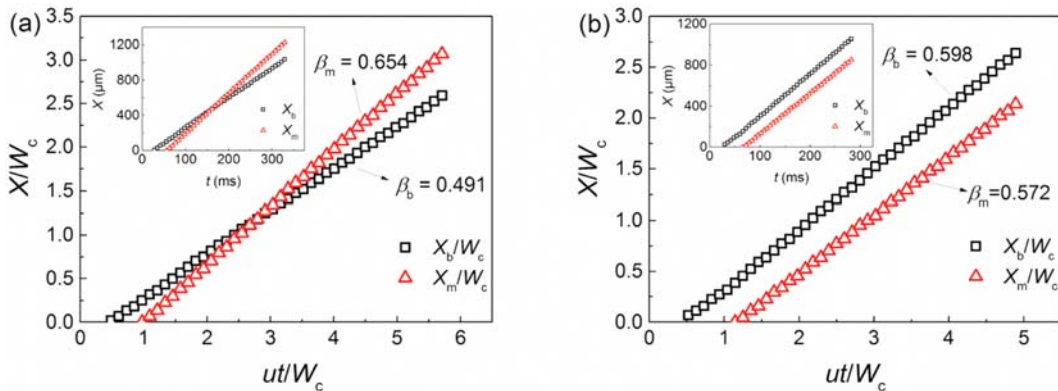 (a)
X/Wc
3.5
3.0
2.5
2.0
1.5
1.0
0.5
0.0
0 1 2 3 4 5 6
ut/Wc
X (μm)
1200
800
400
0
0 100 200 300
t (ms)
Xb
Xm
βm = 0.654
βb = 0.491
Xb/Wc
Xm/Wc
(b)
X/Wc
3.0
2.5
2.0
1.5
1.0
0.5
0.0
0 1 2 3 4 5
ut/Wc
X (μm)
1200
800
400
0
0 100 200 300
t (ms)
Xb
Xm
βb = 0.598
βm=0.572
Xb/Wc
Xm/Wc